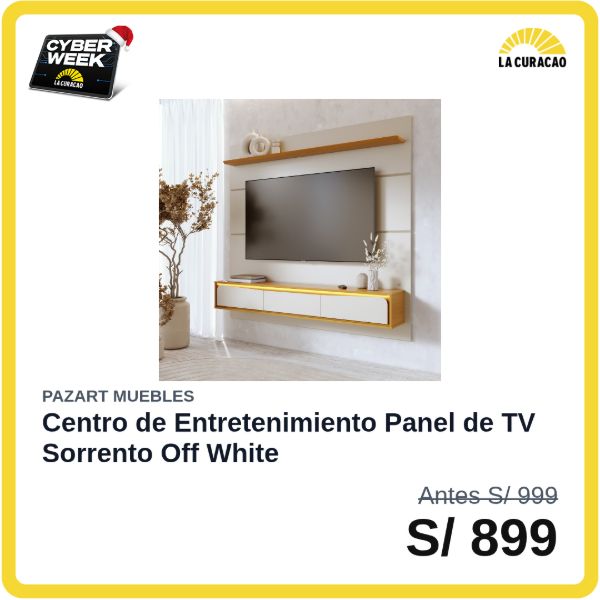 CYBER
WEEK
LA CURACAO
LA CURACAO
PAZART MUEBLES
Centro de Entretenimiento Panel de TV
Sorrento Off White
Antes S/ 999
S/ 899